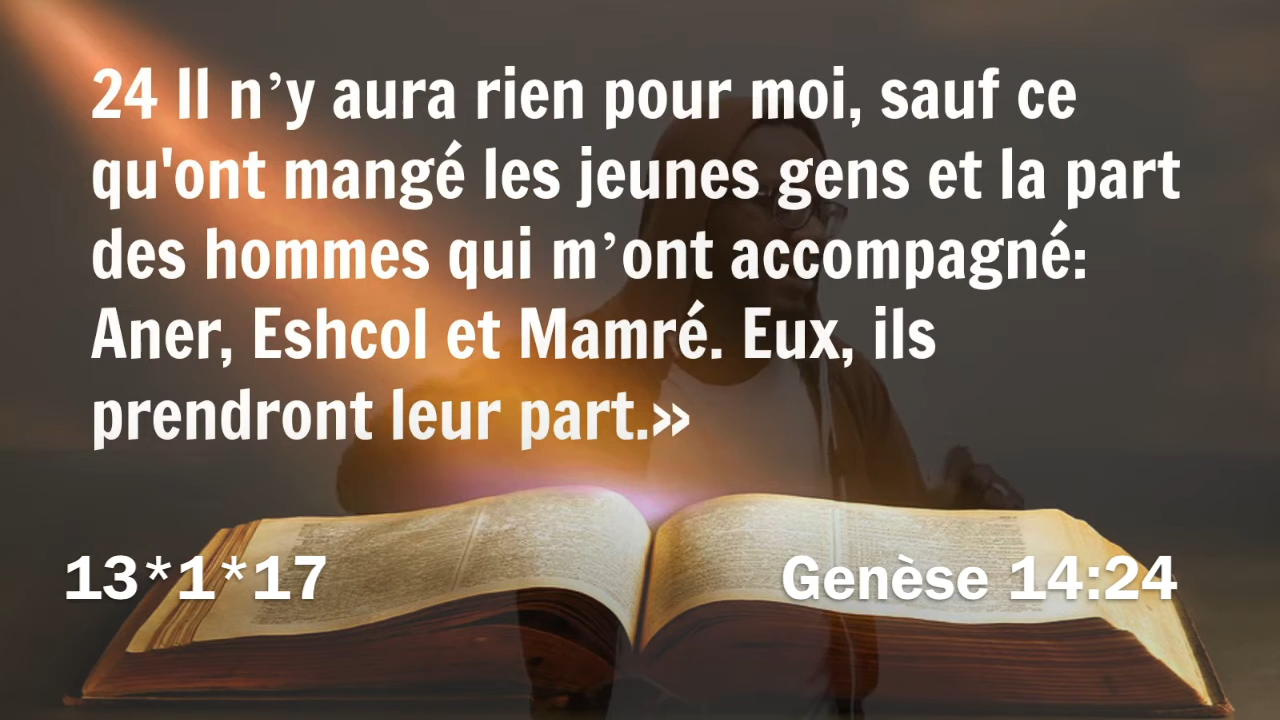 24 Il n’y aura rien pour moi, sauf ce
qu'ont mangé les jeunes gens et la part
des hommes qui m’ont accompagné:
Aner, Eshcol et Mamré. Eux, ils
prendront leur part.»
13*1*17
Genèse 14:24